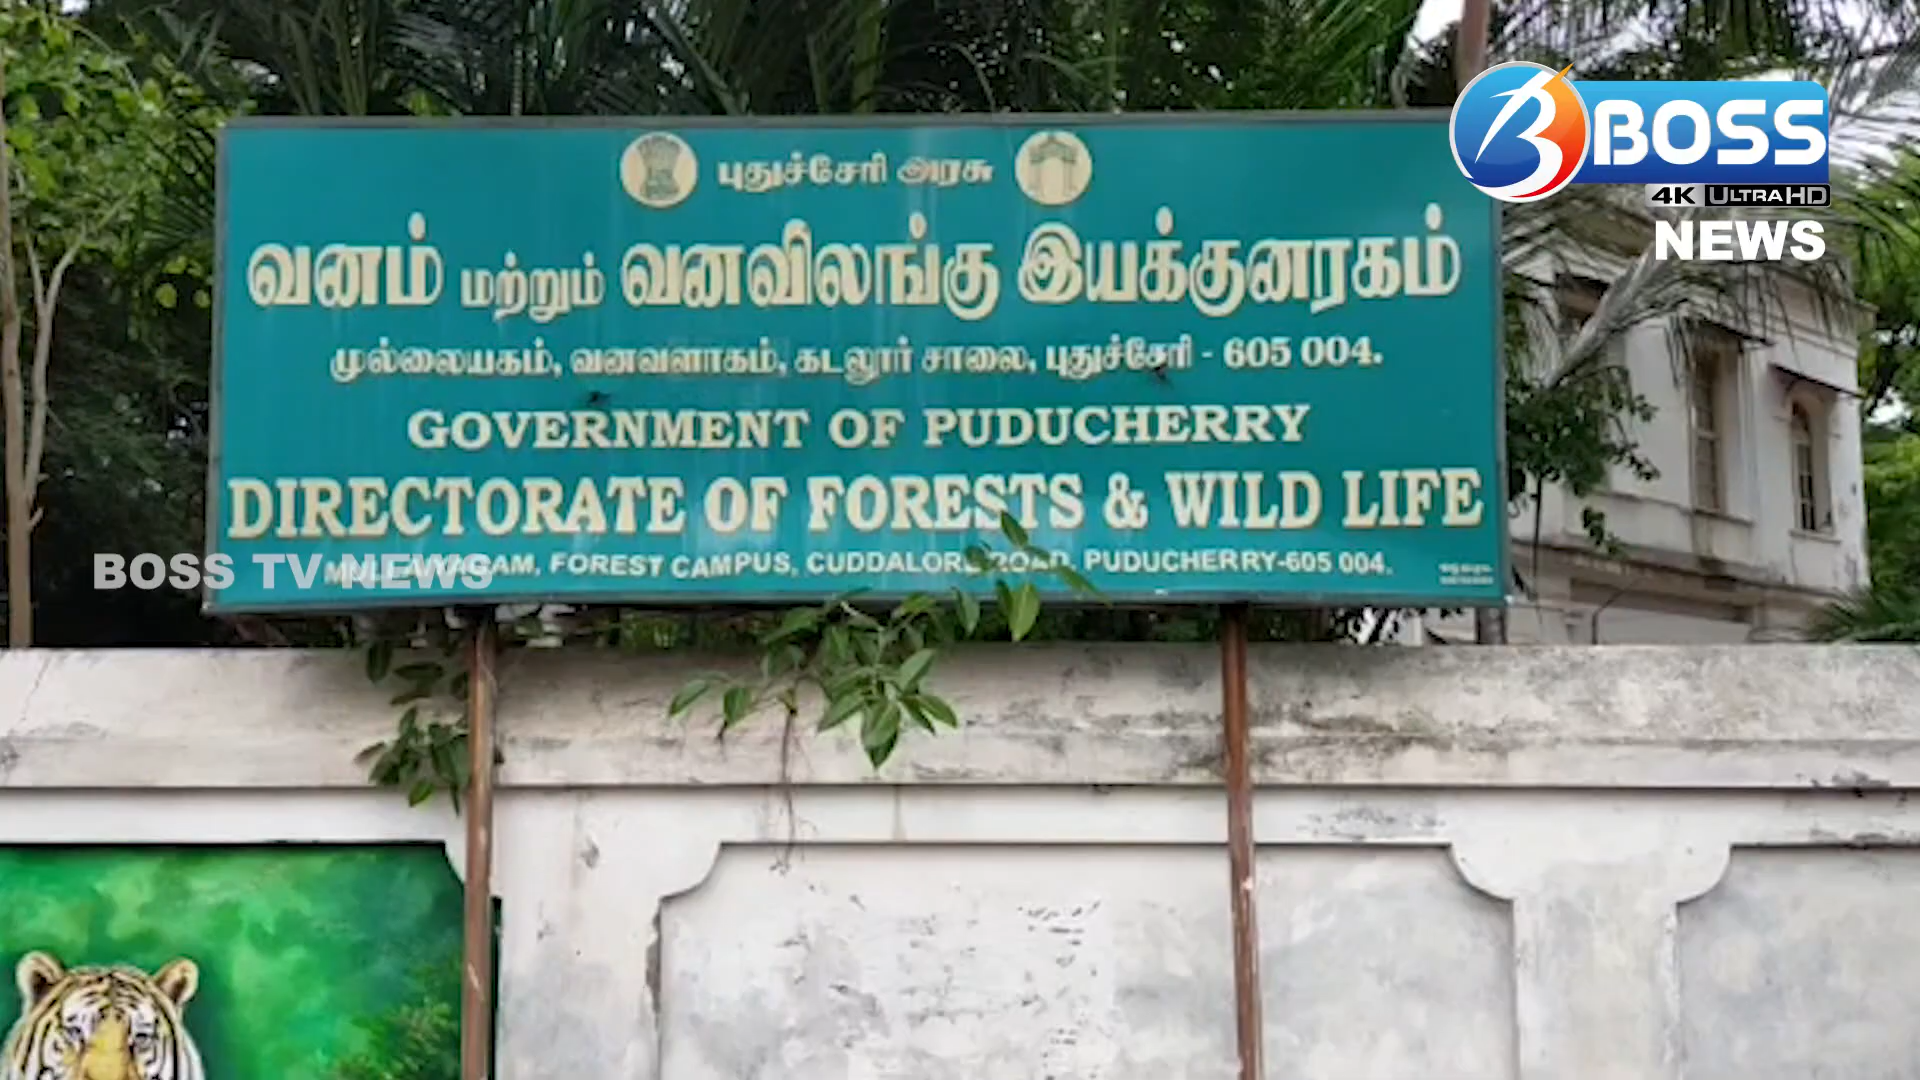 BOSS
4K ULTRAHD
NEWS
புதுச்சேரி அரசு
வனம் மற்றும் வனவிலங்கு இயக்குனரகம்
முல்லையகம், வனவளாகம், கடலூர் சாலை, புதுச்சேரி - 605 004.
GOVERNMENT OF PUDUCHERRY
DIRECTORATE OF FORESTS & WILD LIFE
BOSS TV NEWS
FOREST CAMPUS, CUDDALORE ROAD, PUDUCHERRY-605 004.